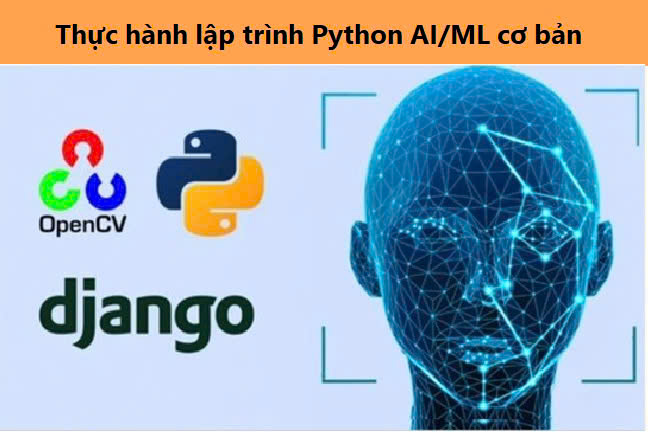 Thực hành lập trình Python AI/ML cơ bản
OpenCV
django